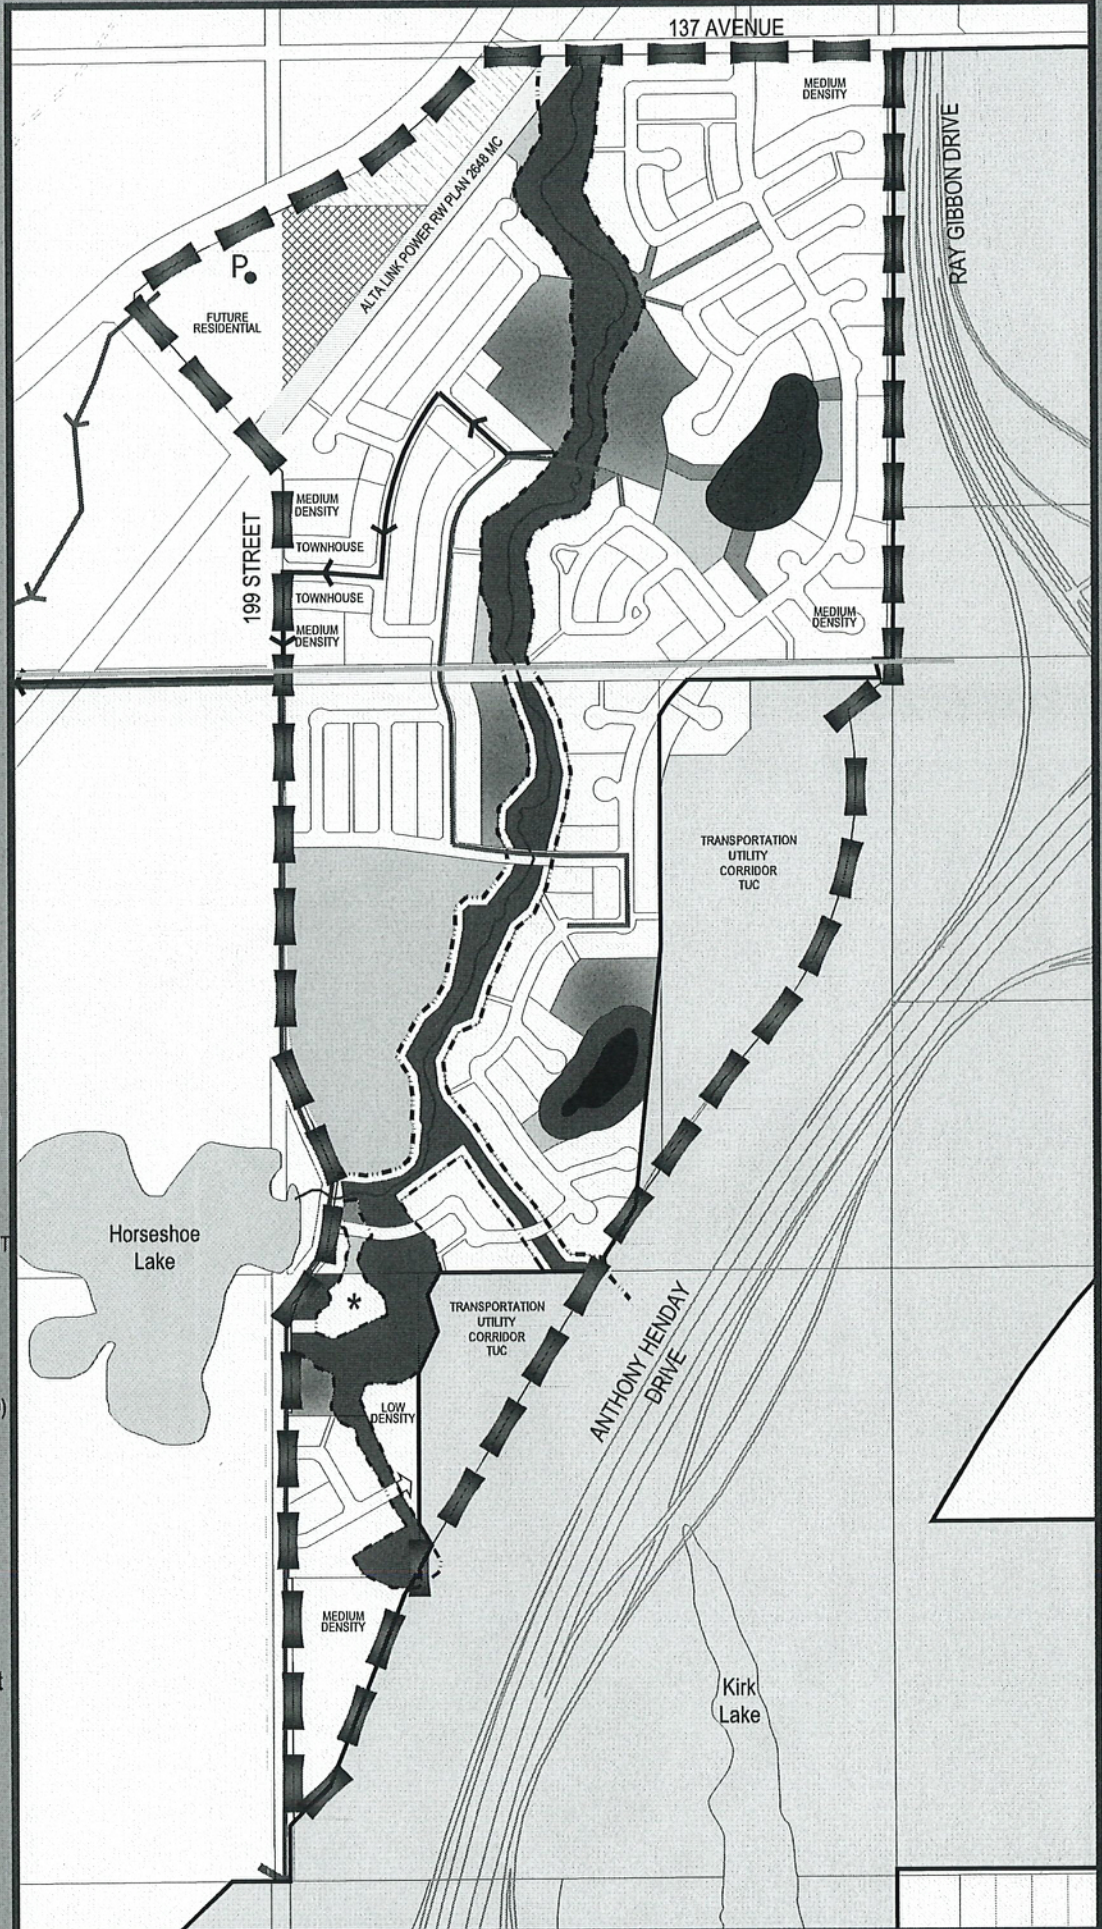 137 AVENUE
MEDIUM
DENSITY
RAY GIBBON DRIVE
ALTA LINK POWER RW PLAN 2648 MC
P
FUTURE
RESIDENTIAL
199 STREET
MEDIUM
DENSITY
TOWNHOUSE
TOWNHOUSE
MEDIUM
DENSITY
MEDIUM
DENSITY
TRANSPORTATION
UTILITY
CORRIDOR
TUC
Horseshoe
Lake
T
*
TRANSPORTATION
UTILITY
CORRIDOR
TUC
ANTHONY HENDAY
DRIVE
)
LOW
DENSITY
MEDIUM
DENSITY
Kirk
Lake